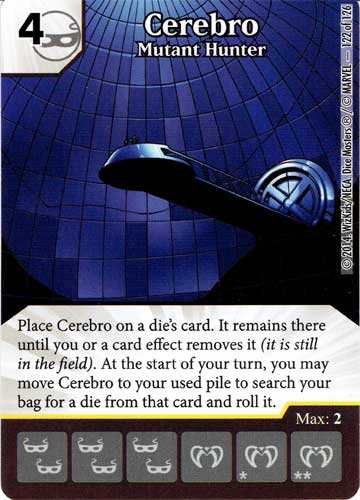 4
Cerebro
Mutant Hunter
© 2014, WizKids/NECA. Dice Masters ® / © MARVEL — 122 of 126
Place Cerebro on a die's card. It remains there
until you or a card effect removes it (it is still
in the field). At the start of your turn, you may
move Cerebro to your used pile to search your
bag for a die from that card and roll it.
Max: 2
* **